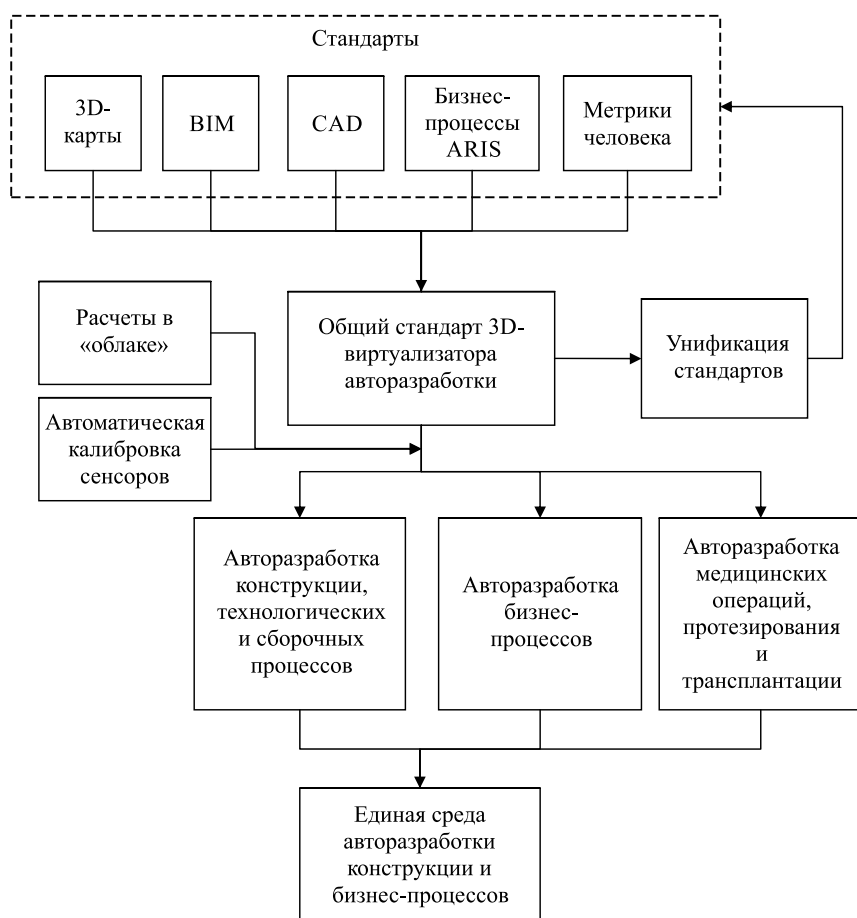 Стандарты
3D-
карты
BIM
CAD
Бизнес-
процессы
ARIS
Метрики
человека
Расчеты в
«облаке»
Общий стандарт 3D-
виртуализатора
авторазработки
Унификация
стандартов
Автоматическая
калибровка
сенсоров
Авторазработка
конструкции,
технологических
и сборочных
процессов
Авторазработка
бизнес-
процессов
Авторазработка
медицинских
операций,
протезирования
и
трансплантации
Единая среда
авторазработки
конструкции и
бизнес-процессов